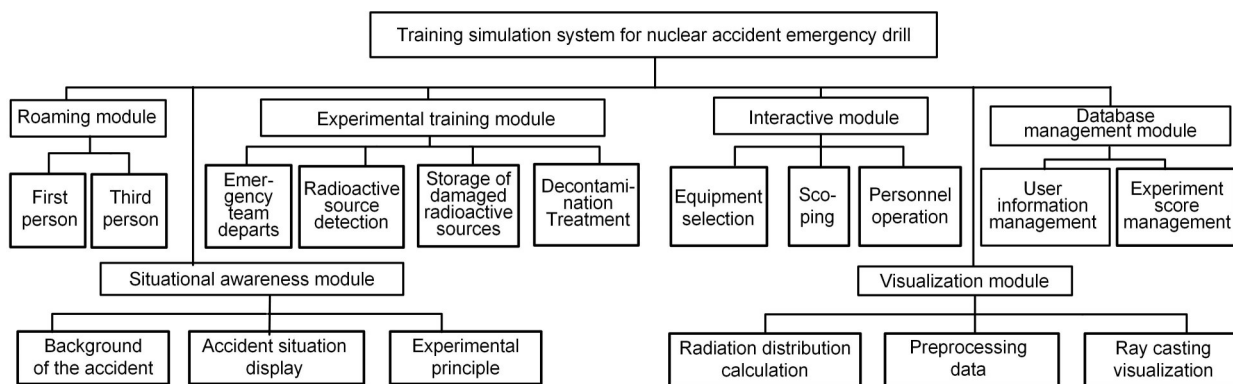 Training simulation system for nuclear accident emergency drill
Roaming module
First
person
Third
person
Experimental training module
Emer-
gency
team
departs
Radioactive
source
detection
Storage of
damaged
radioactive
sources
Decontami-
nation
Treatment
Interactive module
Equipment
selection
Sco-
ping
Personnel
operation
Database
management module
User
information
management
Experiment
score
management
Situational awareness module
Background
of the accident
Accident situation
display
Experimental
principle
Visualization module
Radiation distribution
calculation
Preprocessing
data
Ray casting
visualization